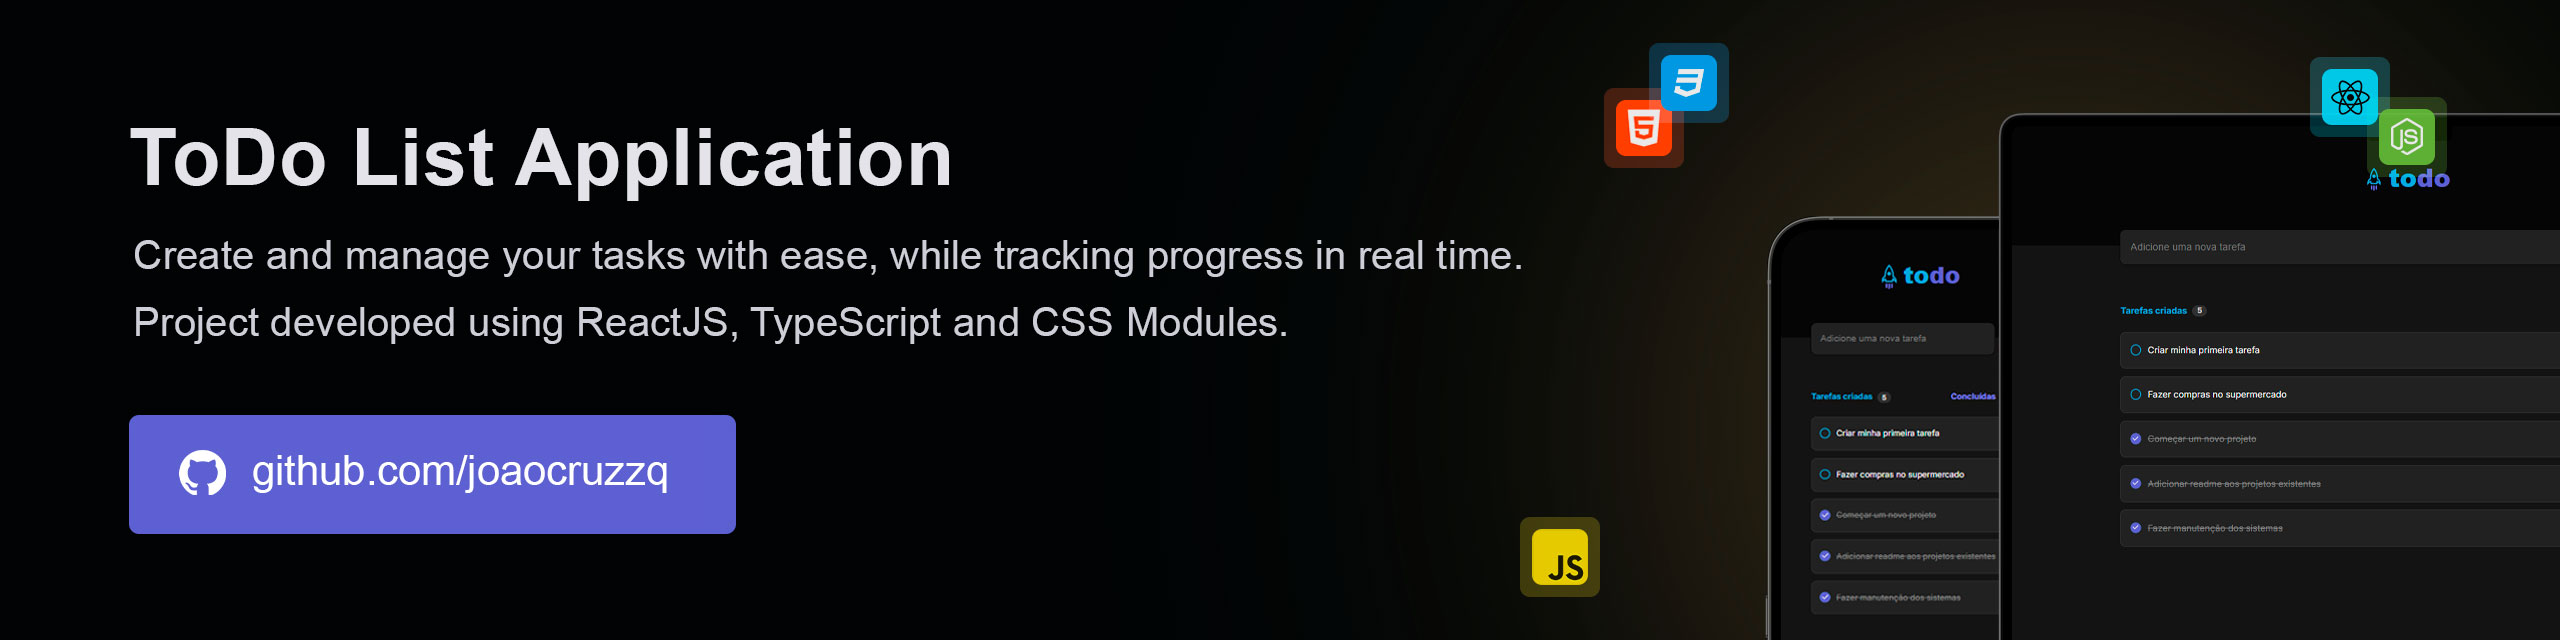 ToDo List Application
Create and manage your tasks with ease, while tracking progress in real time.
Project developed using ReactJS, TypeScript and CSS Modules.
github.com/joaocruzzq
5
3
JS
JS
todo
Adicione uma nova tarefa
Tarefas criadas 5
Concluídas
Criar minha primeira tarefa
Fazer compras no supermercado
Começar um novo projeto
Adicionar readme aos projetos existentes
Fazer manutenção dos sistemas
todo
Adicione uma nova tarefa
Tarefas criadas 5
Criar minha primeira tarefa
Fazer compras no supermercado
Começar um novo projeto
Adicionar readme aos projetos existentes
Fazer manutenção dos sistemas